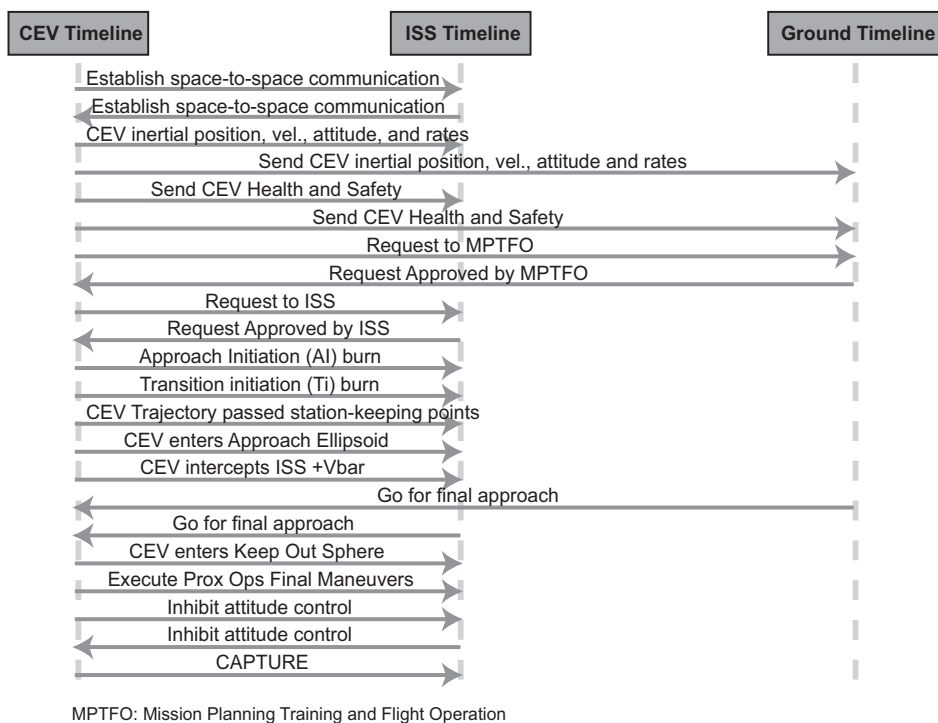 CEV Timeline
ISS Timeline
Ground Timeline
Establish space-to-space communication
Establish space-to-space communication
CEV inertial position, vel., attitude, and rates
Send CEV inertial position, vel., attitude and rates
Send CEV Health and Safety
Send CEV Health and Safety
Request to MPTFO
Request Approved by MPTFO
Request to ISS
Request Approved by ISS
Approach Initiation (AI) burn
Transition initiation (Ti) burn
CEV Trajectory passed station-keeping points
CEV enters Approach Ellipsoid
CEV intercepts ISS +Vbar
Go for final approach
Go for final approach
CEV enters Keep Out Sphere
Execute Prox Ops Final Maneuvers
Inhibit attitude control
Inhibit attitude control
CAPTURE
MPTFO: Mission Planning Training and Flight Operation